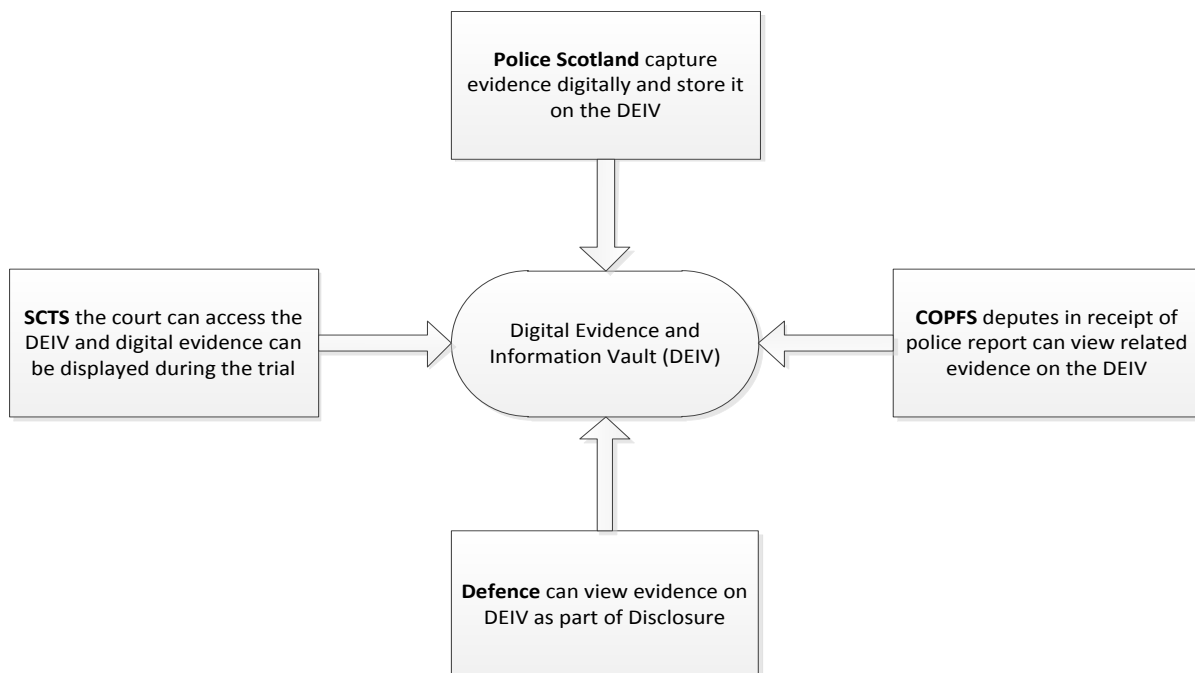 Police Scotland capture
evidence digitally and store it
on the DEIV
SCTS the court can access the
DEIV and digital evidence can
be displayed during the trial
Digital Evidence and
Information Vault (DEIV)
COPFS deputes in receipt of
police report can view related
evidence on the DEIV
Defence can view evidence on
DEIV as part of Disclosure